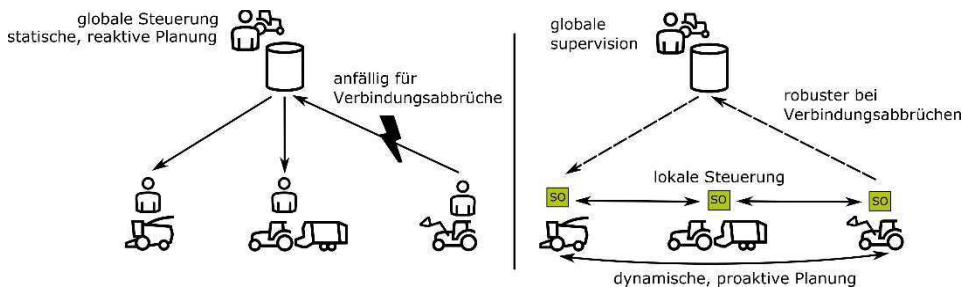 globale Steuerung
statische, reaktive Planung
anfällig für
Verbindungsabbrüche
globale
supervision
robuster bei
Verbindungsabbrüchen
lokale Steuerung
SO
SO
SO
dynamische, proaktive Planung